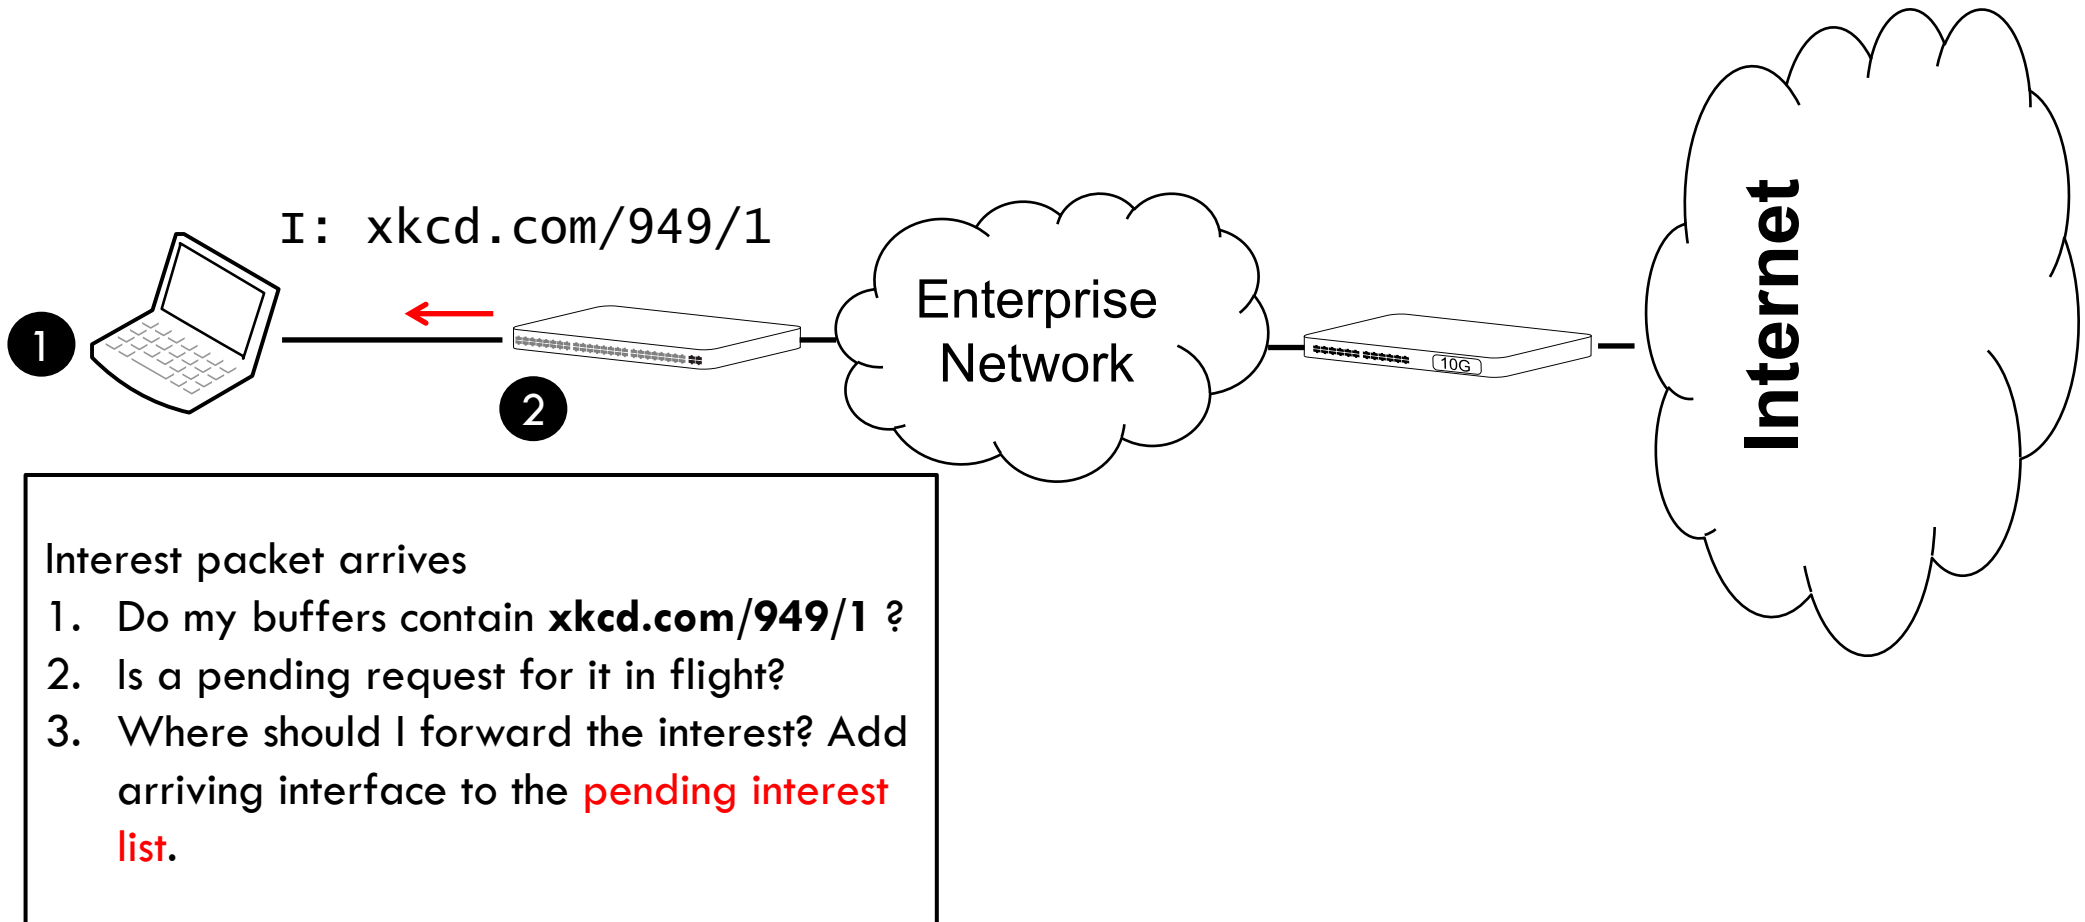 I: xkcd.com/949/1
Internet
Enterprise
Network
1
10G
2
Interest packet arrives
1. Do my buffers contain xkcd.com/949/1 ?
2. Is a pending request for it in flight?
3. Where should I forward the interest? Add
arriving interface to the pending interest
list.